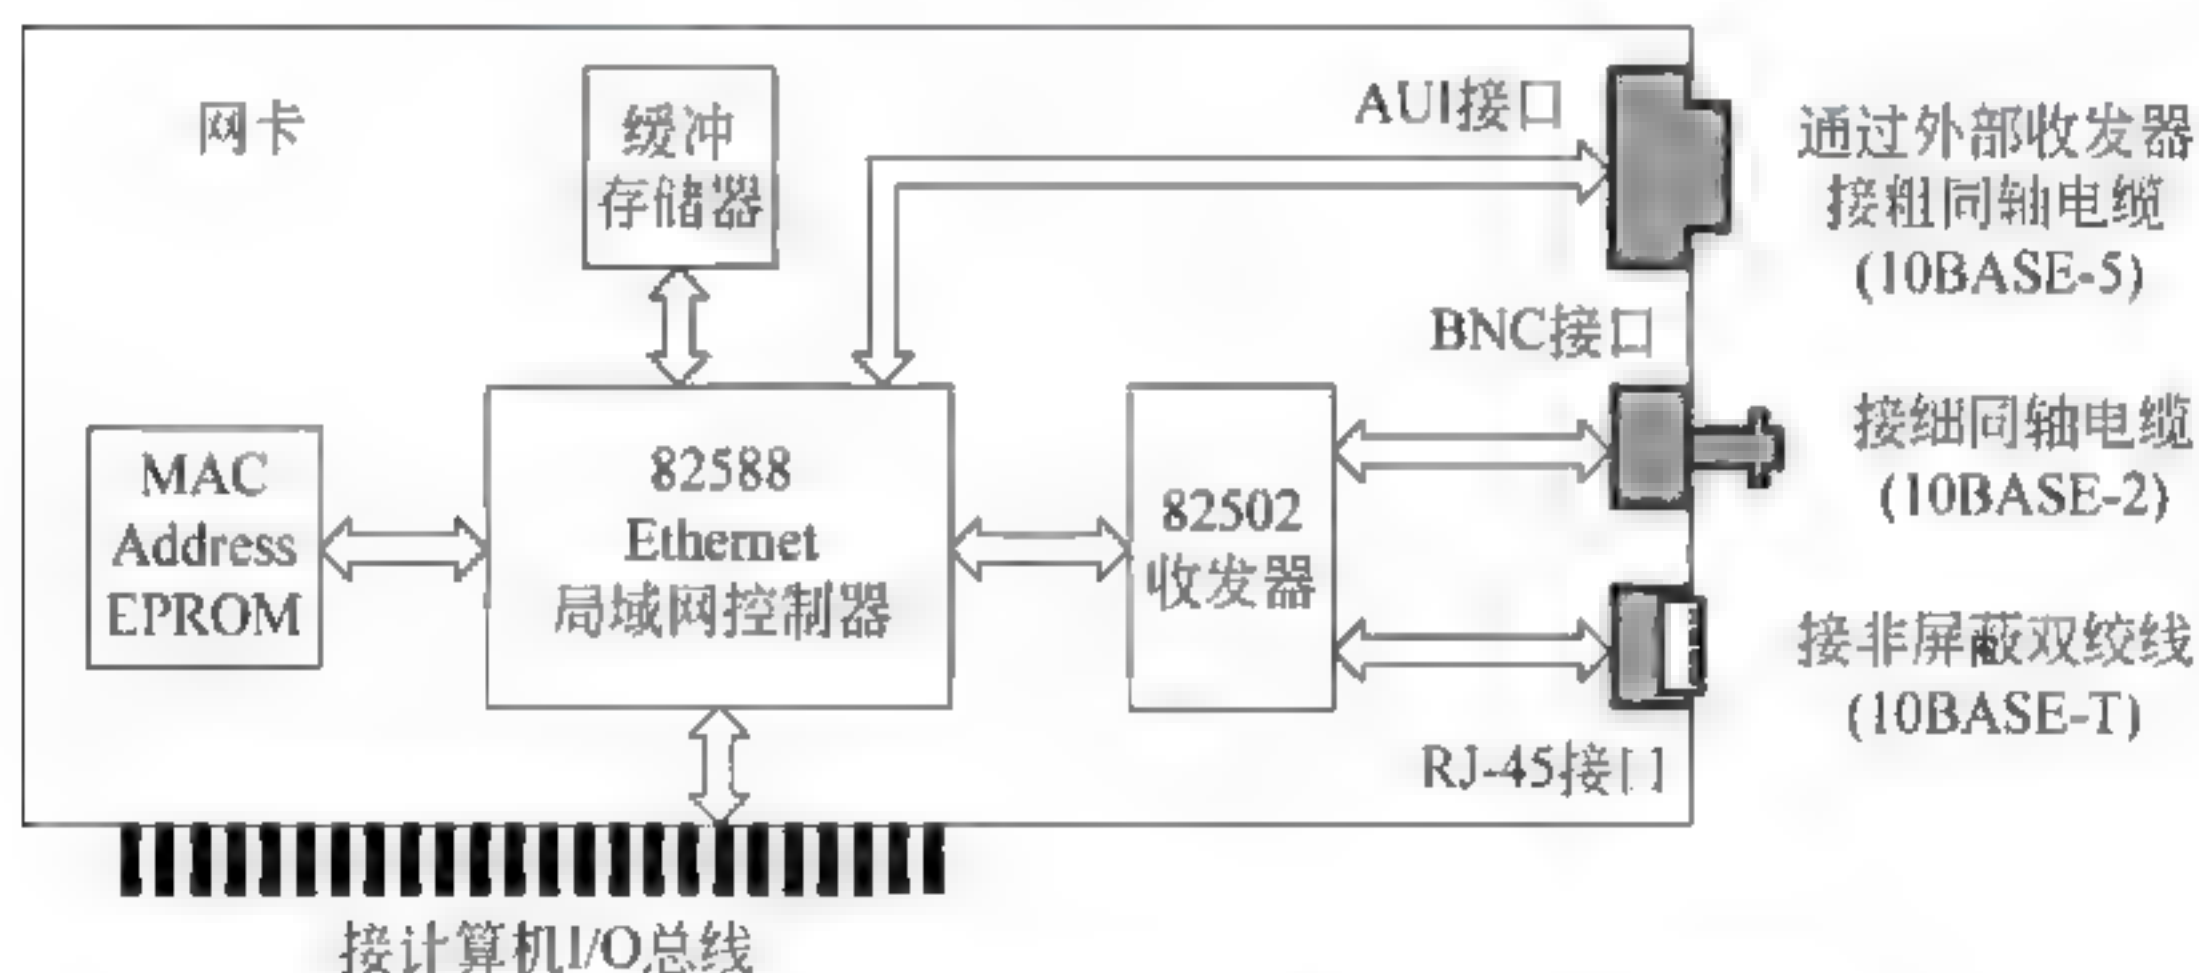 网卡
缓冲
存储器
AUI接口
通过外部收发器
接粗同轴电缆
(10BASE-5)
BNC接口
接细同轴电缆
(10BASE-2)
MAC
Address
EPROM
82588
Ethernet
局域网控制器
82502
收发器
接非屏蔽双绞线
(10BASE-T)
RJ-45接口
接计算机I/O总线